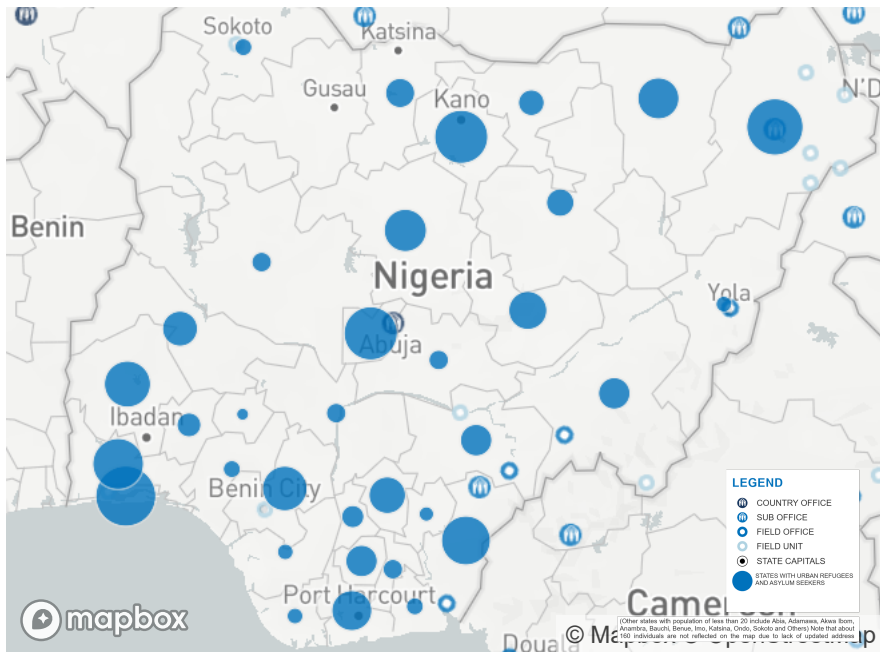 Sokoto
Katsina
Gusau
Kano
N'D
Benin
Nigeria
Yola
Abuja
Ibadan
Benin City
LEGEND
COUNTRY OFFICE
SUB OFFICE
FIELD OFFICE
FIELD UNIT
STATE CAPITALS
STATES WITH URBAN REFUGEES
AND ASYLUM SEEKERS
Port Harcourt
Cameroon
mapbox
Douala
(Other states with population of less than 20 include Abia, Adamawa, Akwa Ibom,
Anambra, Bauchi, Benue, Imo, Katsina, Ondo, Sokoto and Others) Note that about
160 individuals are not reflected on the map due to lack of updated address
© Mapbox © OpenStreetMap